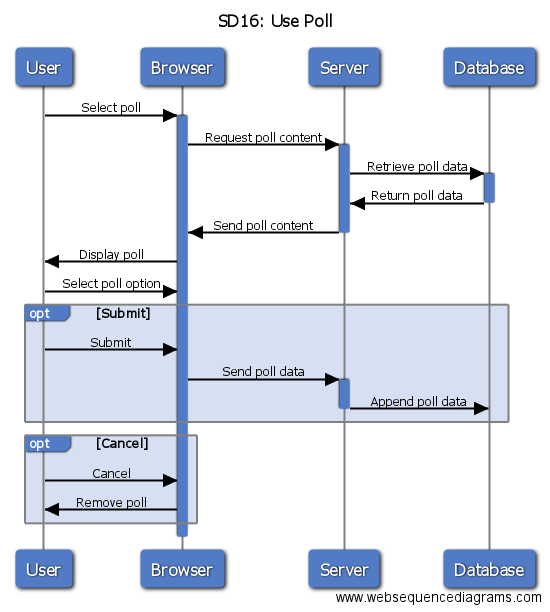 SD16: Use Poll
User Browser Server Database
Select poll
Request poll content
Retrieve poll data
Return poll data
Send poll content
Display poll
Select poll option
opt [Submit]
Submit
Send poll data
Append poll data
opt [Cancel]
Cancel
Remove poll
User Browser Server Database
www.websequencediagrams.com